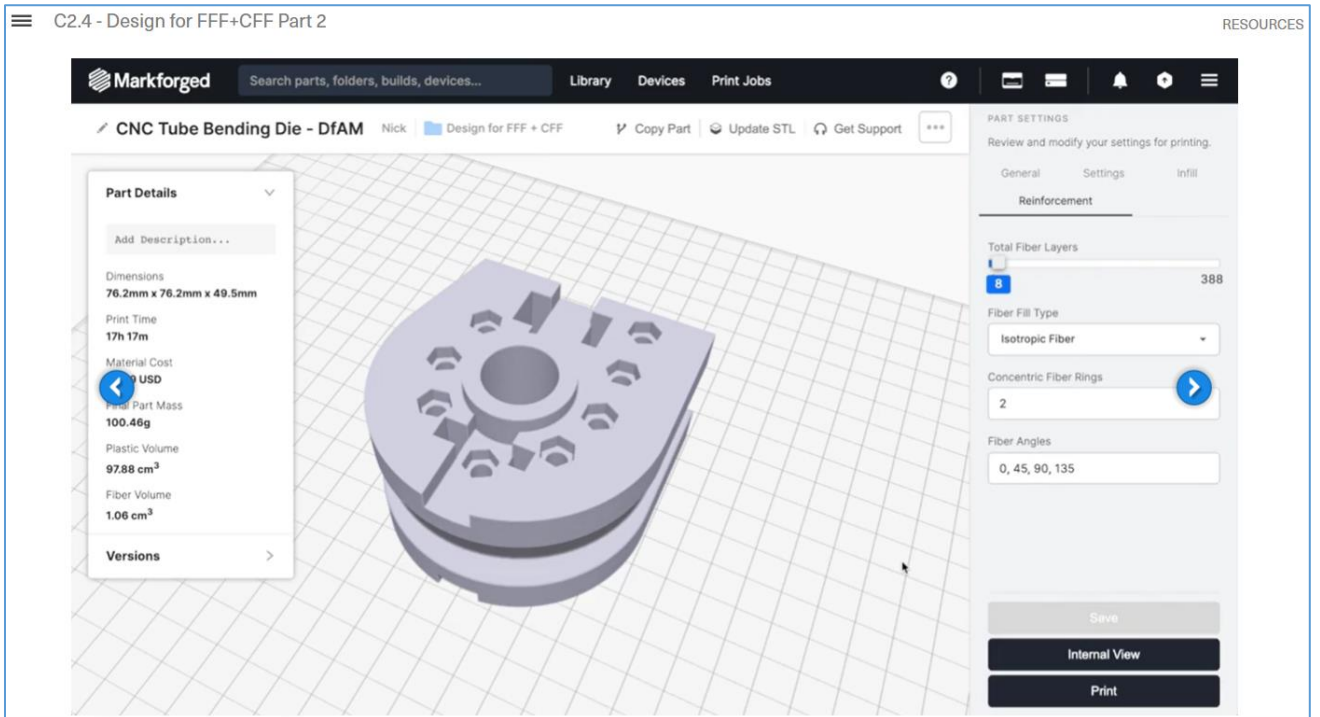 C2.4 - Design for FFF+CFF Part 2
RESOURCES
Markforged
Search parts, folders, builds, devices...
Library
Devices
Print Jobs
CNC Tube Bending Die - DfAM
Nick
Design for FFF + CFF
Copy Part
Update STL
Get Support
Part Details
Add Description...
Dimensions
76.2mm x 76.2mm x 49.5mm
Print Time
17h 17m
Material Cost
USD
Final Part Mass
100.46g
Plastic Volume
97.88 cm³
Fiber Volume
1.06 cm³
Versions
PART SETTINGS
Review and modify your settings for printing.
General
Settings
Infill
Reinforcement
Total Fiber Layers
8
388
Fiber Fill Type
Isotropic Fiber
Concentric Fiber Rings
2
Fiber Angles
0, 45, 90, 135
Save
Internal View
Print